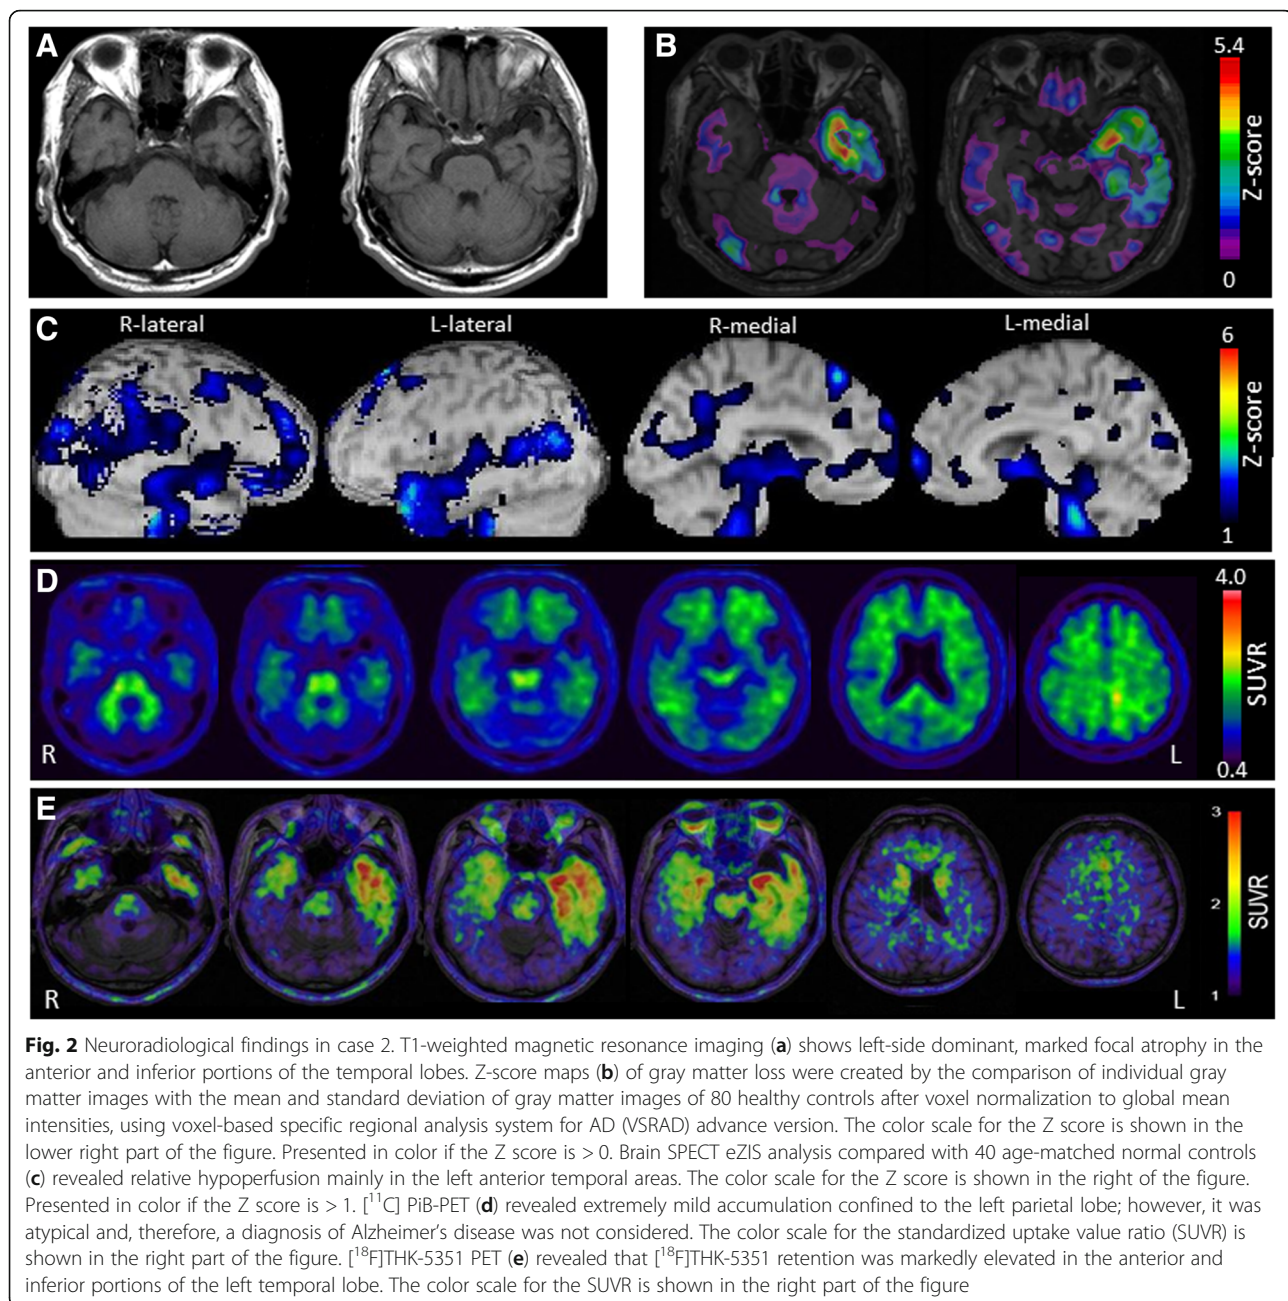 A
B
5.4
Z-score
0
C
R-lateral
L-lateral
R-medial
L-medial
6
Z-score
1
D
R
L
4.0
SUVR
0.4
E
R
L
3
2
SUVR
1
Fig. 2 Neuroradiological findings in case 2. T1-weighted magnetic resonance imaging (a) shows left-side dominant, marked focal atrophy in the
anterior and inferior portions of the temporal lobes. Z-score maps (b) of gray matter loss were created by the comparison of individual gray
matter images with the mean and standard deviation of gray matter images of 80 healthy controls after voxel normalization to global mean
intensities, using voxel-based specific regional analysis system for AD (VSRAD) advance version. The color scale for the Z score is shown in the
lower right part of the figure. Presented in color if the Z score is > 0. Brain SPECT eZIS analysis compared with 40 age-matched normal controls
(c) revealed relative hypoperfusion mainly in the left anterior temporal areas. The color scale for the Z score is shown in the right of the figure.
Presented in color if the Z score is > 1. [¹¹C] PiB-PET (d) revealed extremely mild accumulation confined to the left parietal lobe; however, it was
atypical and, therefore, a diagnosis of Alzheimer's disease was not considered. The color scale for the standardized uptake value ratio (SUVR) is
shown in the right part of the figure. [¹⁸F]THK-5351 PET (e) revealed that [¹⁸F]THK-5351 retention was markedly elevated in the anterior and
inferior portions of the left temporal lobe. The color scale for the SUVR is shown in the right part of the figure